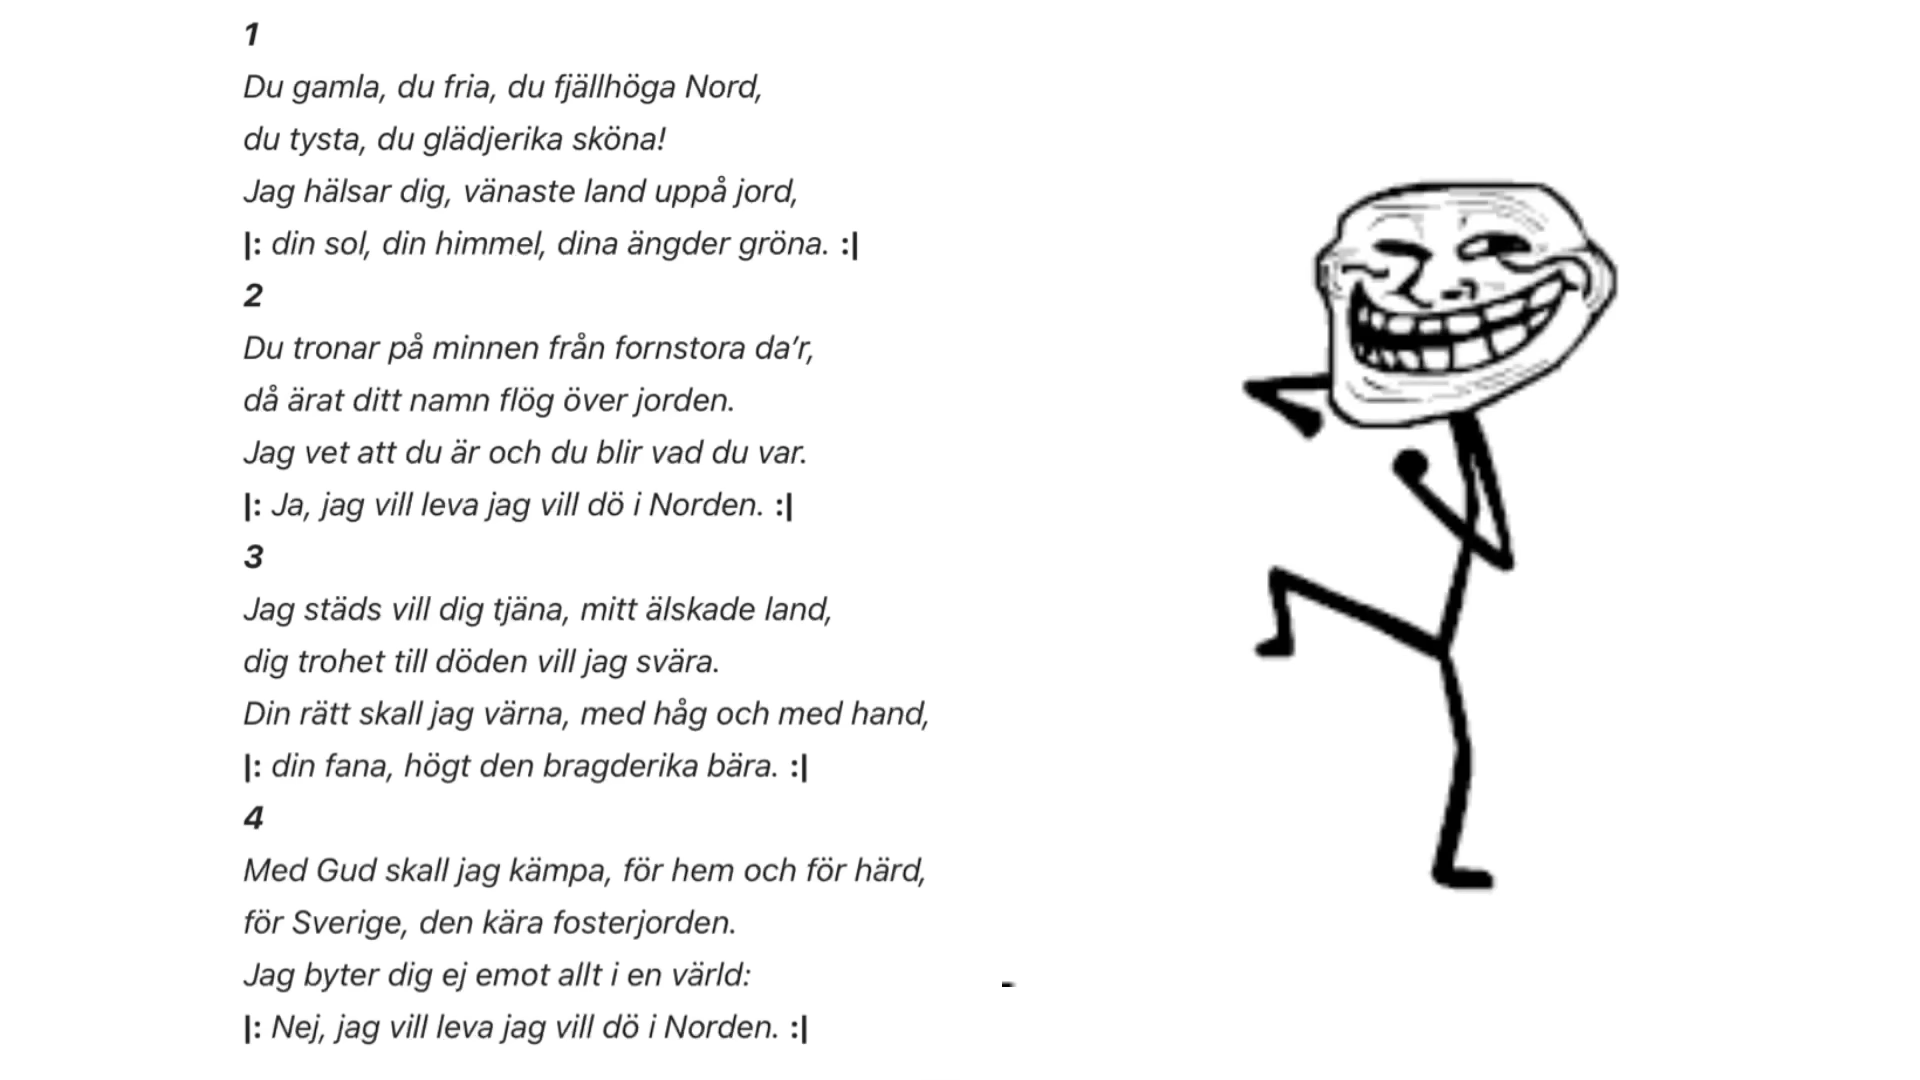 1
Du gamla, du fria, du fjällhöga Nord,
du tysta, du glädjerika sköna!
Jag hälsar dig, vänaste land uppå jord,
|: din sol, din himmel, dina ängder gröna. :|
2
Du tronar på minnen från fornstora da’r,
då ärat ditt namn flög över jorden.
Jag vet att du är och du blir vad du var.
|: Ja, jag vill leva jag vill dö i Norden. :|
3
Jag städs vill dig tjäna, mitt älskade land,
dig trohet till döden vill jag svära.
Din rätt skall jag värna, med håg och med hand,
|: din fana, högt den bragderika bära. :|
4
Med Gud skall jag kämpa, för hem och för härd,
för Sverige, den kära fosterjorden.
Jag byter dig ej emot allt i en värld:
|: Nej, jag vill leva jag vill dö i Norden. :|